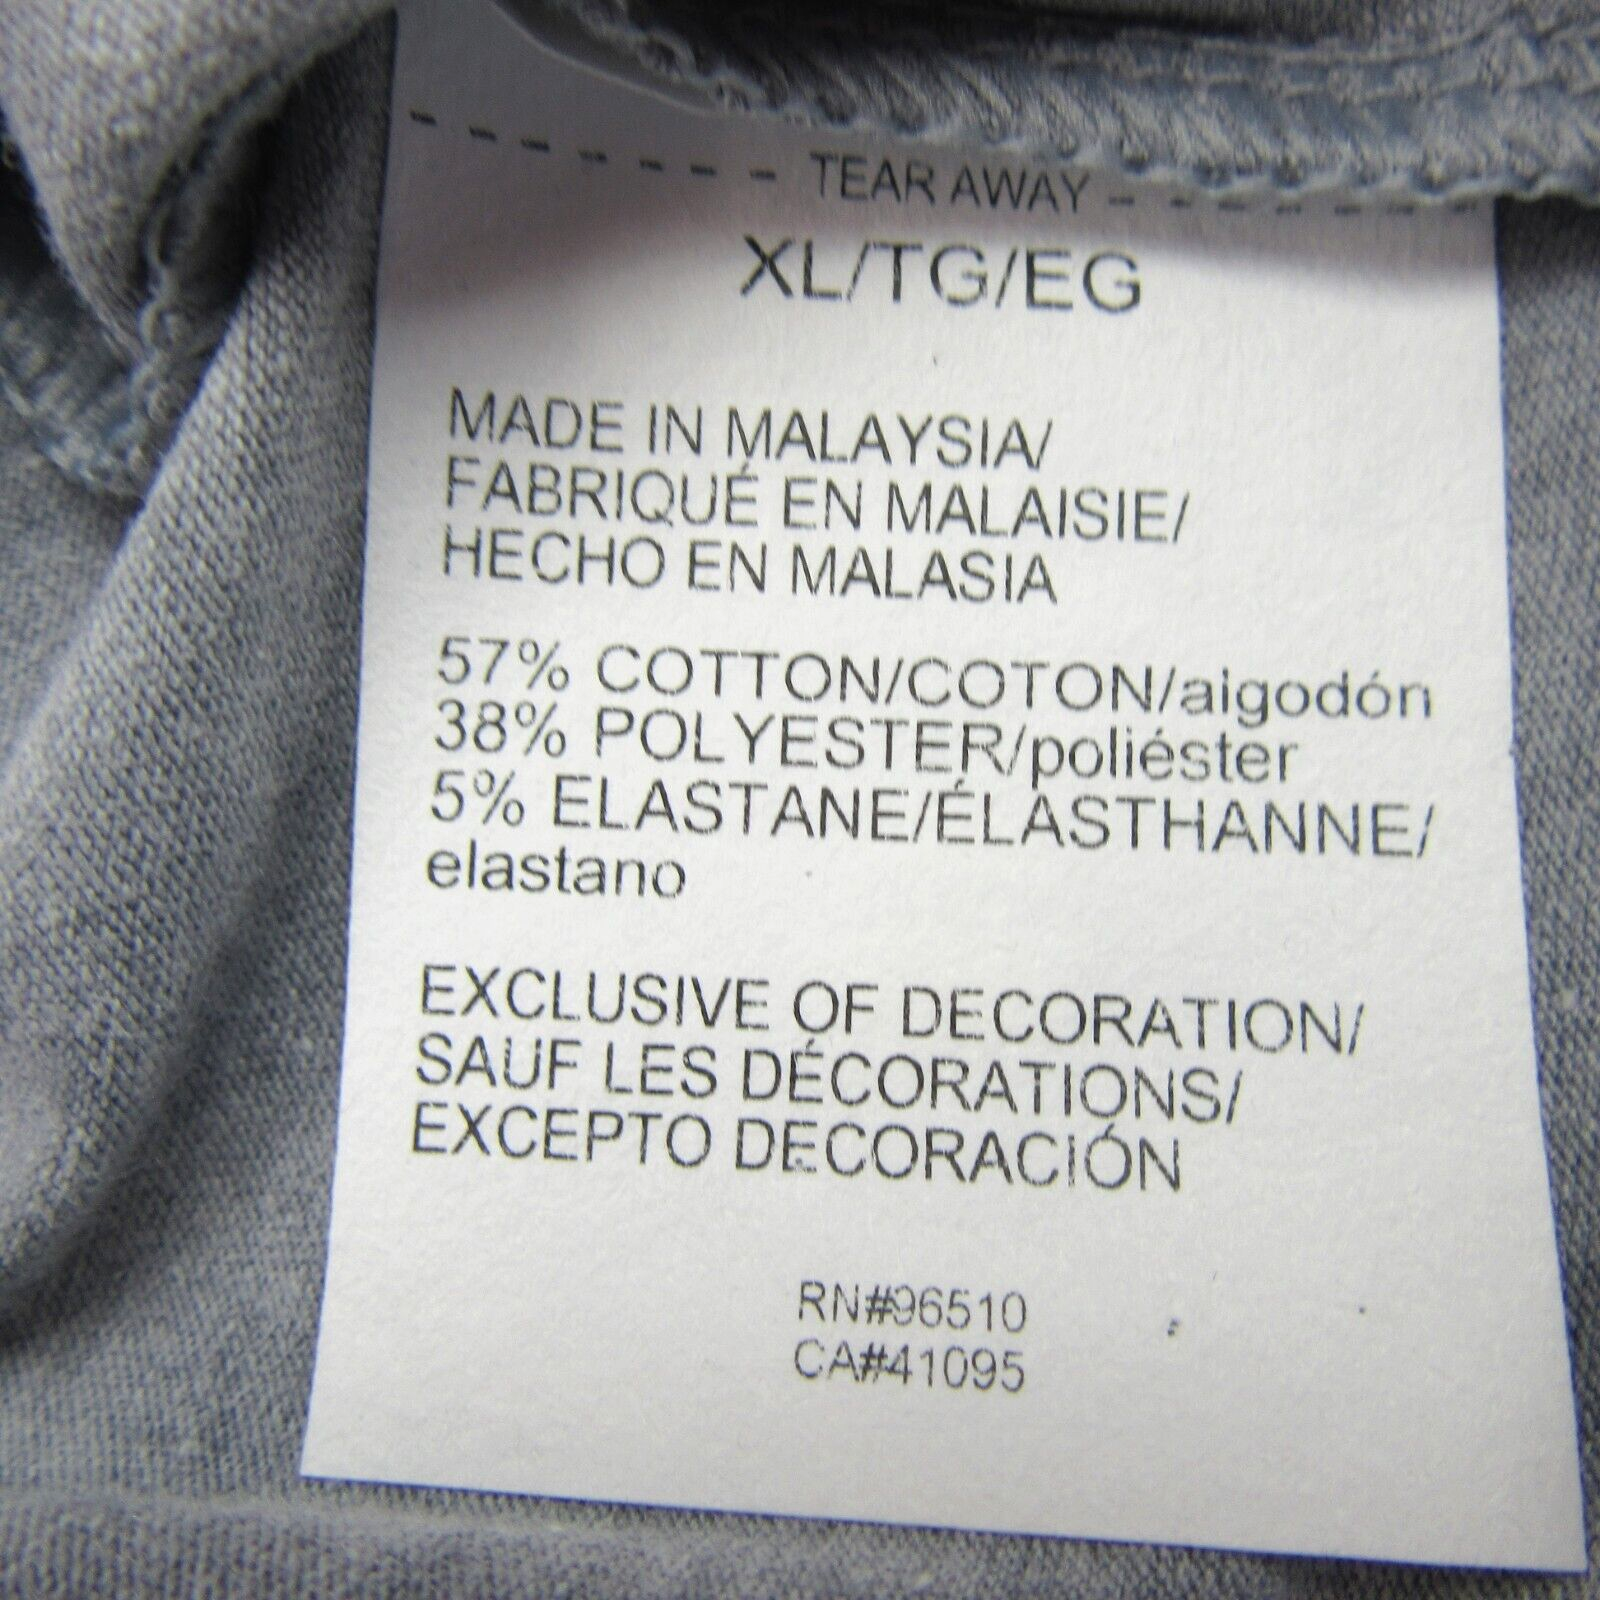 - - - - - - - TEAR AWAY - - - - - - -
XL/TG/EG
MADE IN MALAYSIA/
FABRIQUÉ EN MALAISIE/
HECHO EN MALASIA
57% COTTON/COTON/algodón
38% POLYESTER/poliéster
5% ELASTANE/ÉLASTHANNE/
elastano
EXCLUSIVE OF DECORATION/
SAUF LES DÉCORATIONS/
EXCEPTO DECORACIÓN
RN#96510
CA#41095